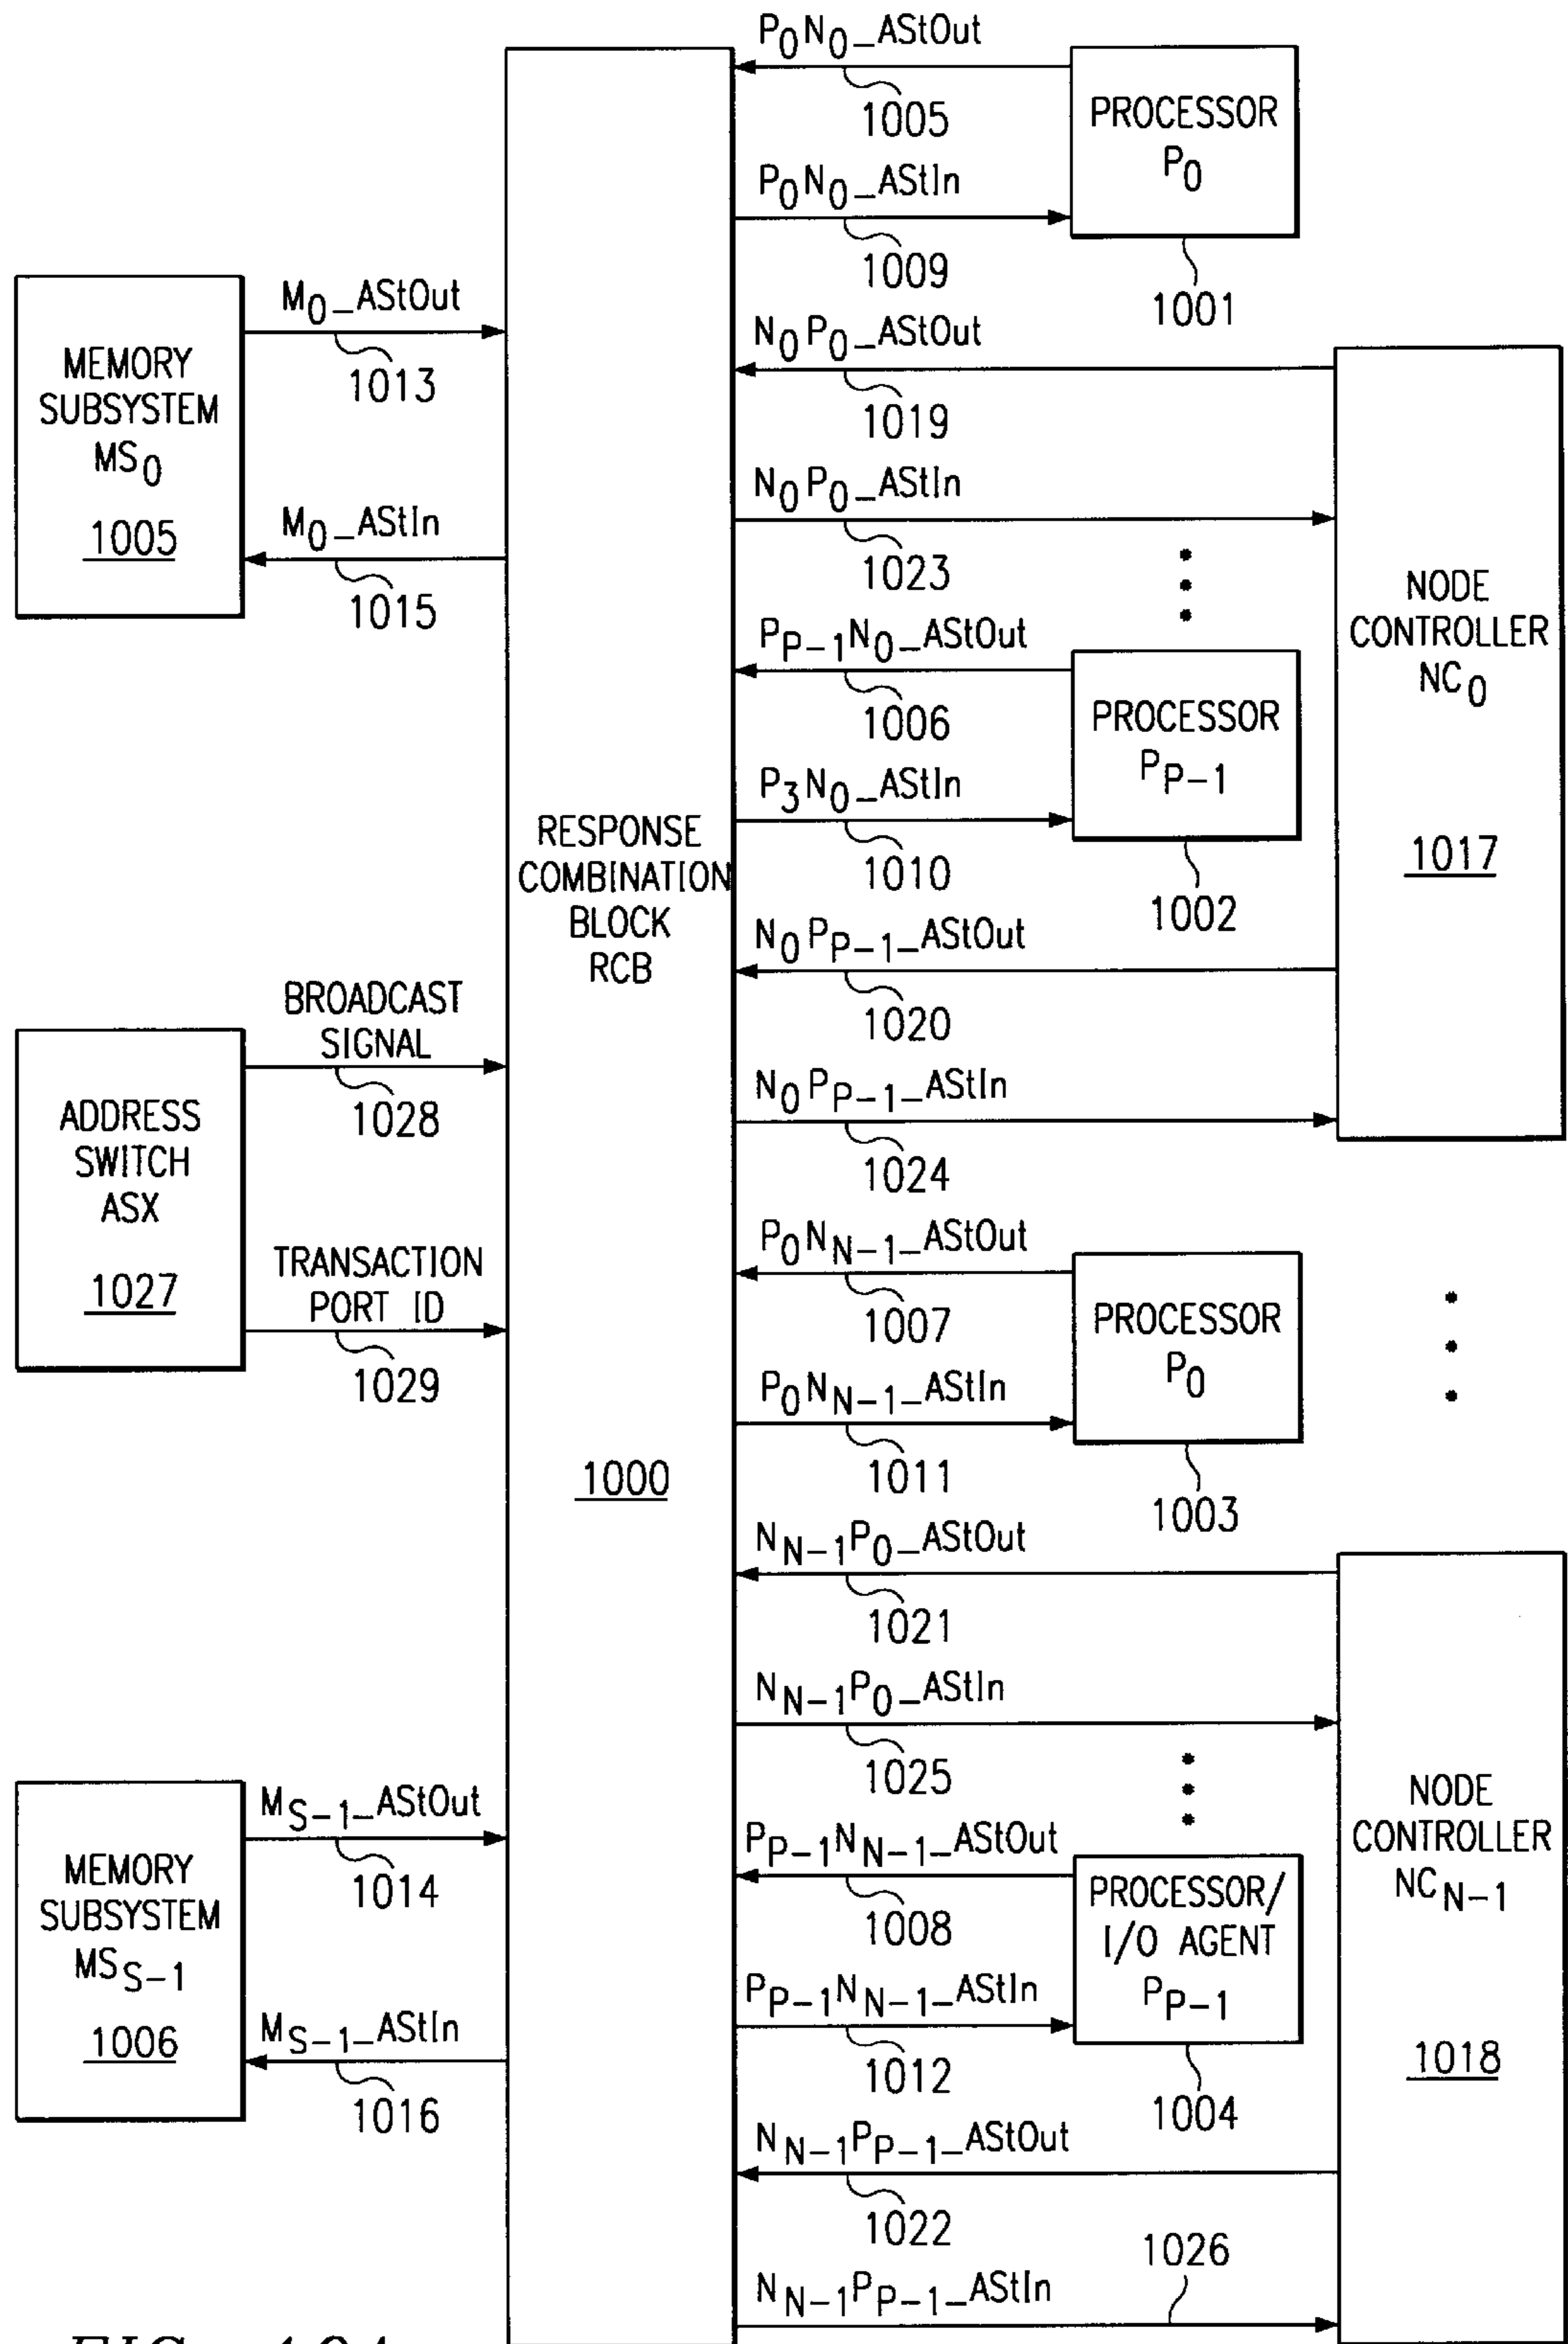 P0N0_AStOut
1005
PROCESSOR
P0
P0N0_AStIn
1009
1001
MEMORY
SUBSYSTEM
MS0
1005
M0_AStOut
1013
M0_AStIn
1015
N0P0_AStOut
1019
N0P0_AStIn
1023
NODE
CONTROLLER
NC0
1017
PP-1N0_AStOut
1006
PROCESSOR
PP-1
P3N0_AStIn
1010
1002
RESPONSE
COMBINATION
BLOCK
RCB
1000
N0PP-1_AStOut
1020
N0PP-1_AStIn
1024
ADDRESS
SWITCH
ASX
1027
BROADCAST
SIGNAL
1028
TRANSACTION
PORT ID
1029
P0NN-1_AStOut
1007
PROCESSOR
P0
P0NN-1_AStIn
1011
1003
NN-1P0_AStOut
1021
NN-1P0_AStIn
1025
MEMORY
SUBSYSTEM
MSS-1
1006
MS-1_AStOut
1014
MS-1_AStIn
1016
PP-1NN-1_AStOut
1008
PROCESSOR/
I/O AGENT
PP-1
PP-1NN-1_AStIn
1012
1004
NODE
CONTROLLER
NCN-1
1018
NN-1PP-1_AStOut
1022
1026
NN-1PP-1_AStIn